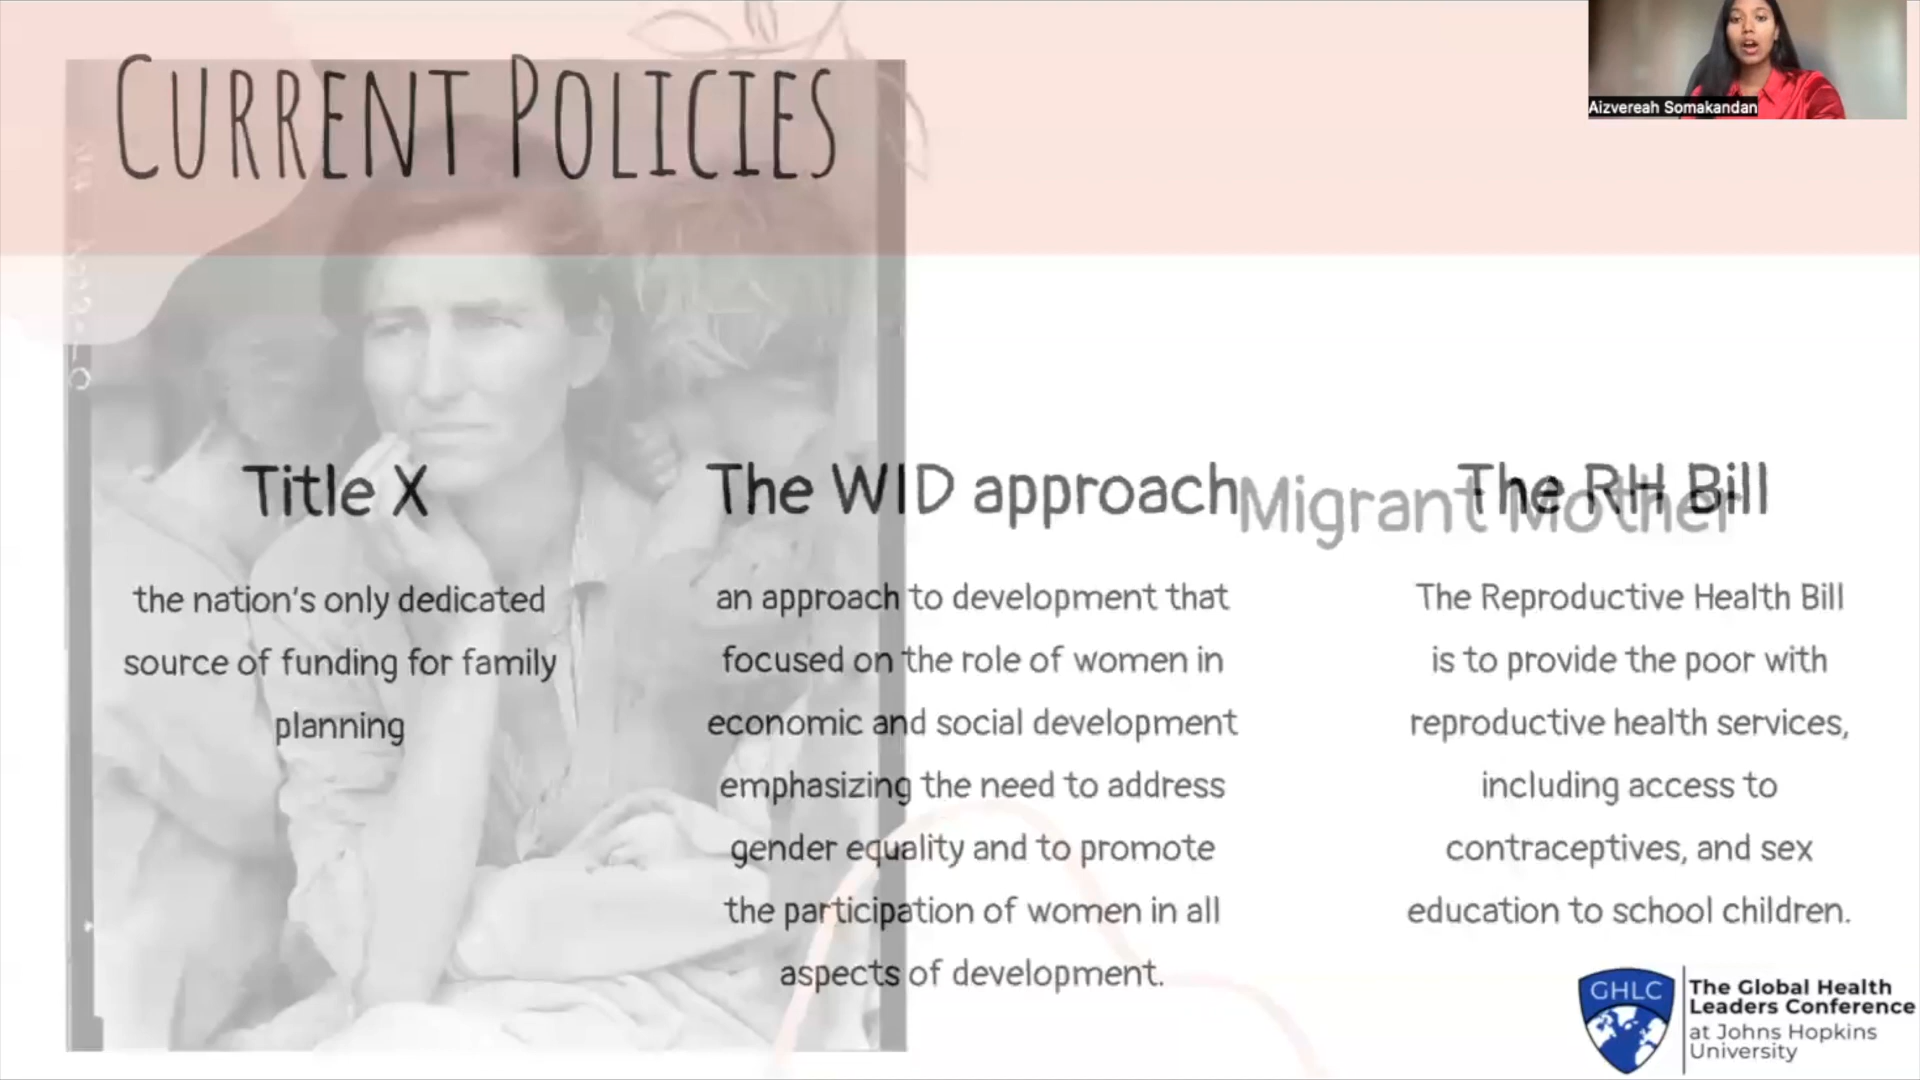 CURRENT POLICIES
Aizvereah Somakandan
Title X
the nation's only dedicated
source of funding for family
planning
The WID approach
an approach to development that
focused on the role of women in
economic and social development
emphasizing the need to address
gender equality and to promote
the participation of women in all
aspects of development.
Migrant Mother
The RH Bill
The Reproductive Health Bill
is to provide the poor with
reproductive health services,
including access to
contraceptives, and sex
education to school children.
GHLC
The Global Health
Leaders Conference
at Johns Hopkins
University